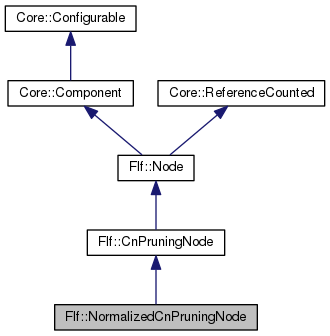 Core::Configurable
Core::Component
Core::ReferenceCounted
Flf::Node
Flf::CnPruningNode
Flf::NormalizedCnPruningNode